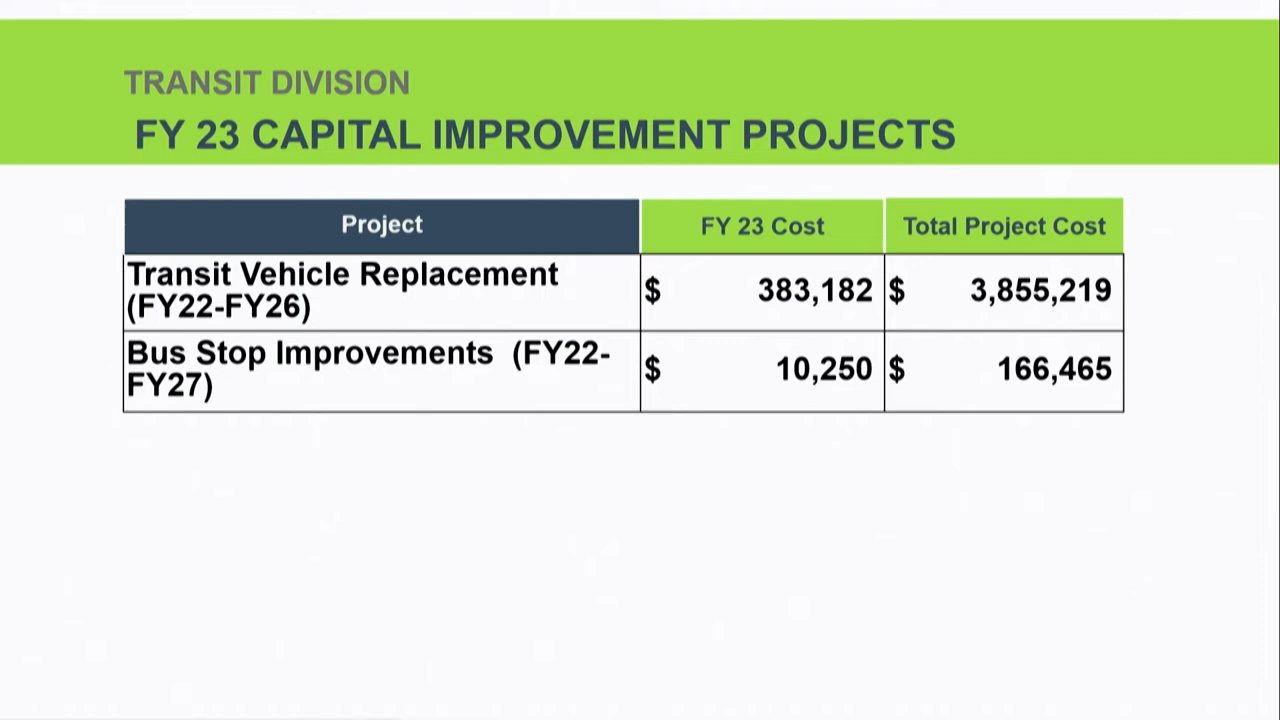 TRANSIT DIVISION
FY 23 CAPITAL IMPROVEMENT PROJECTS
Project FY 23 Cost Total Project Cost
Transit Vehicle Replacement
(FY22-FY26) $ 383,182 $ 3,855,219
Bus Stop Improvements (FY22-
FY27) $ 10,250 $ 166,465